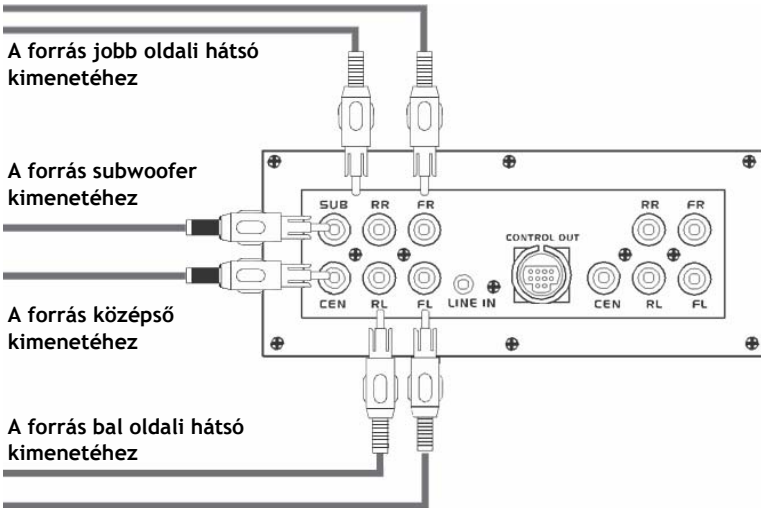 A forrás jobb oldali hátsó
kimenetéhez
A forrás subwoofer
kimenetéhez
SUB RR FR
RR FR
CONTROL OUT
CEN RL FL LINE IN
CEN RL FL
A forrás középső
kimenetéhez
A forrás bal oldali hátsó
kimenetéhez